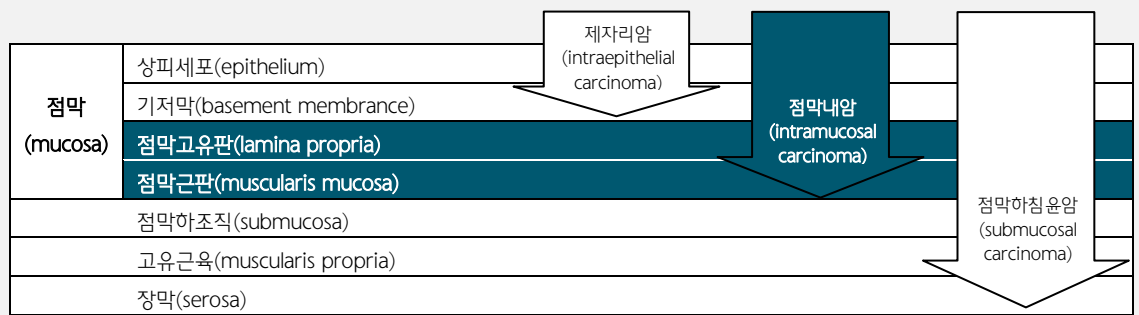 제자리암
(intraepithelial
carcinoma)
상피세포(epithelium)
기저막(basement membrance)
점막
(mucosa)
점막내암
(intramucosal
carcinoma)
점막고유판(lamina propria)
점막근판(muscularis mucosa)
점막하조직(submucosa)
점막하침윤암
(submucosal
carcinoma)
고유근육(muscularis propria)
장막(serosa)